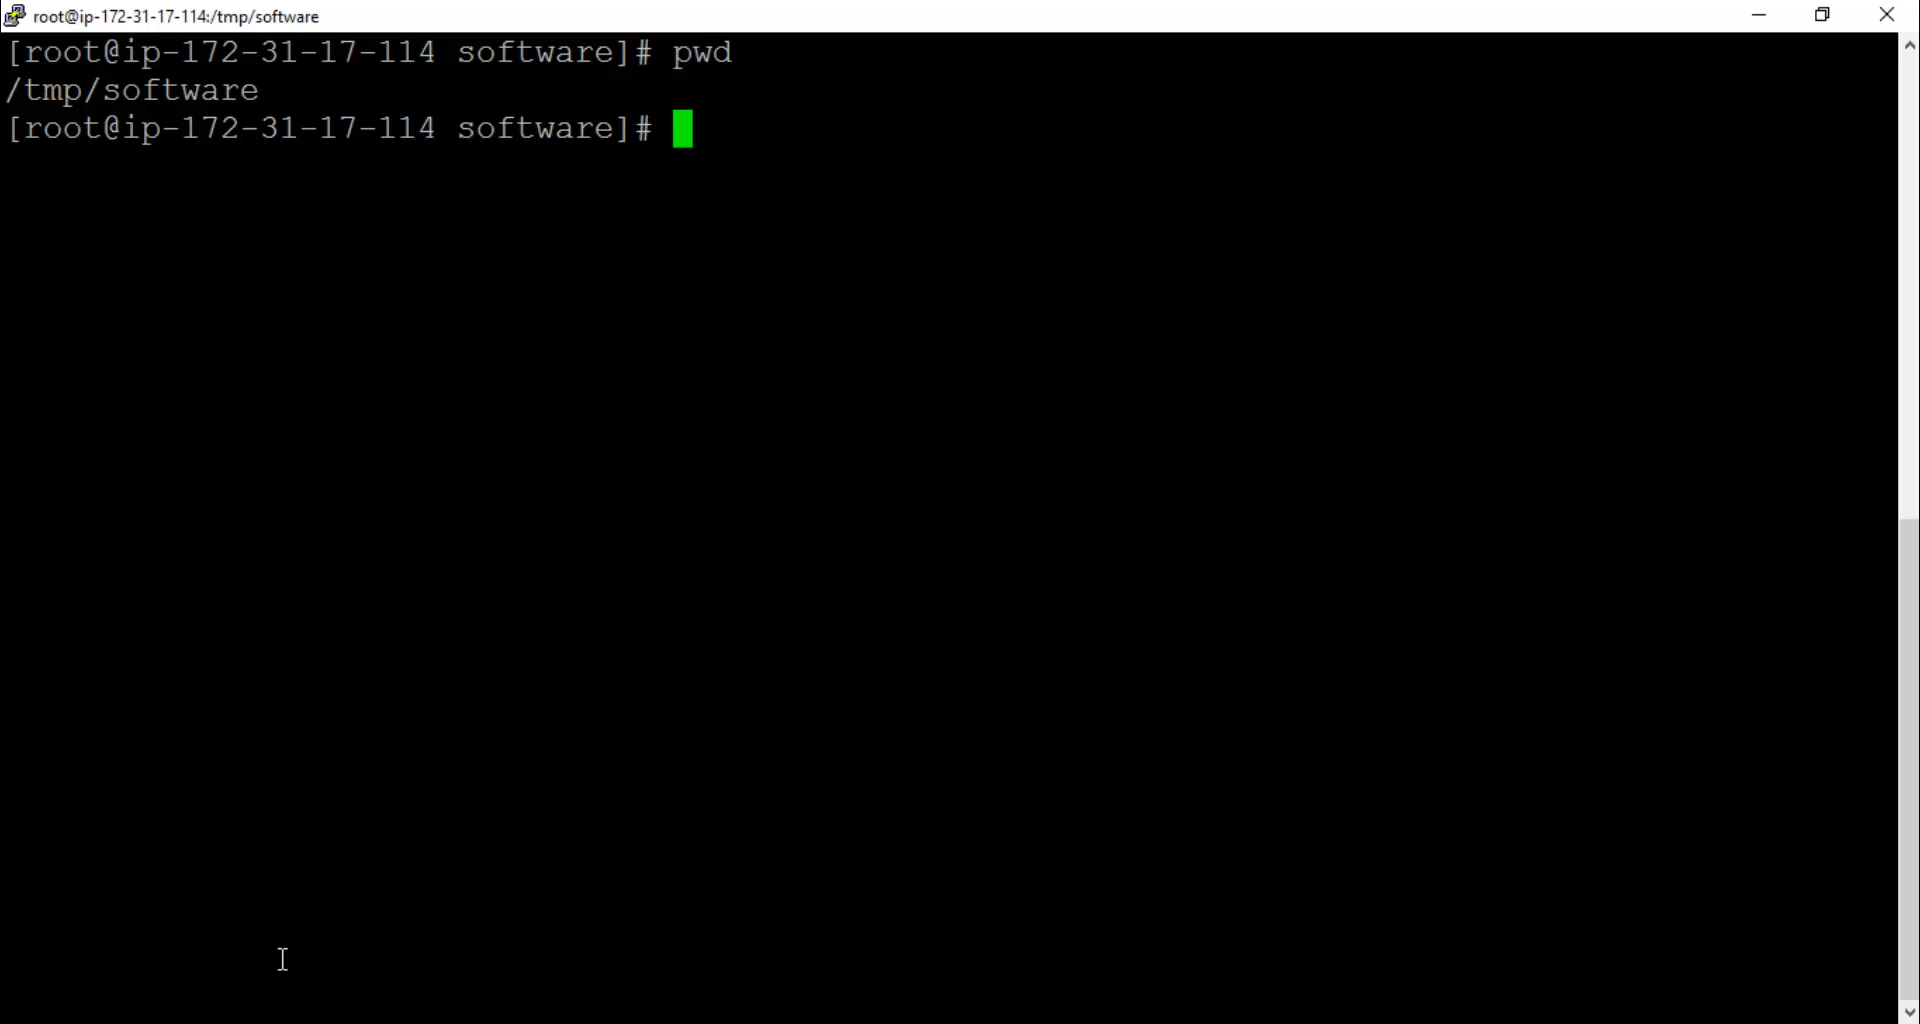 root@ip-172-31-17-114:/tmp/software
[root@ip-172-31-17-114 software]# pwd
/tmp/software
[root@ip-172-31-17-114 software]#